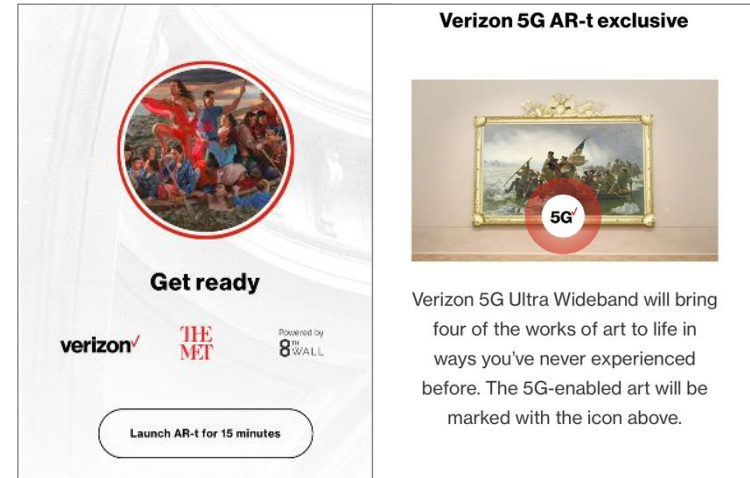 Get ready
verizon✓
THE
MET
Powered by
8TH WALL
Launch AR-t for 15 minutes
Verizon 5G AR-t exclusive
5G✓
Verizon 5G Ultra Wideband will bring
four of the works of art to life in
ways you’ve never experienced
before. The 5G-enabled art will be
marked with the icon above.